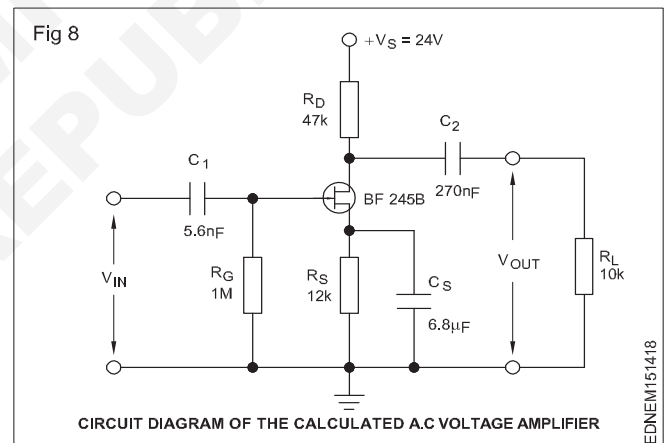 Fig 8
+VS = 24V
RD
47k
C2
270nF
C1
5.6nF
BF 245B
VIN
RG
1M
RS
12k
CS
6.8µF
VOUT
RL
10k
CIRCUIT DIAGRAM OF THE CALCULATED A.C VOLTAGE AMPLIFIER
EDNEM151418
REPUBL